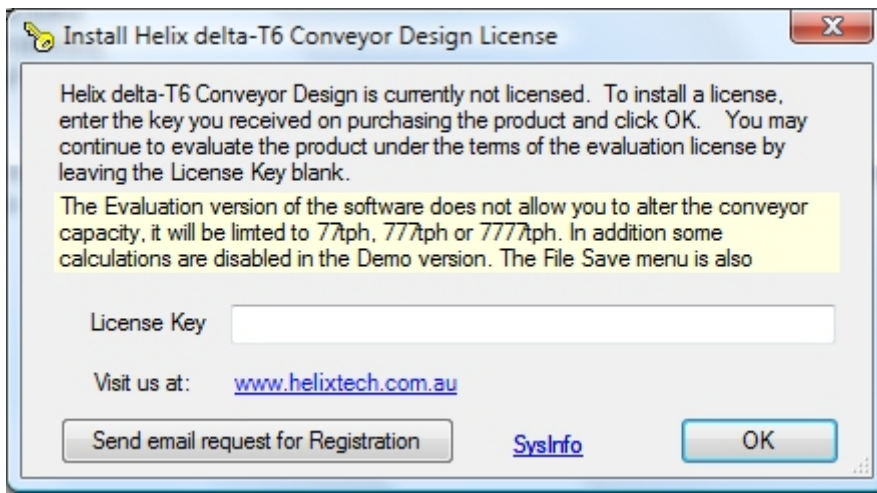 Install Helix delta-T6 Conveyor Design License
Helix delta-T6 Conveyor Design is currently not licensed. To install a license,
enter the key you received on purchasing the product and click OK. You may
continue to evaluate the product under the terms of the evaluation license by
leaving the License Key blank.
The Evaluation version of the software does not allow you to alter the conveyor
capacity, it will be limted to 77tph, 777tph or 7777tph. In addition some
calculations are disabled in the Demo version. The File Save menu is also
License Key
Visit us at: www.helixtech.com.au
Send email request for Registration SysInfo OK